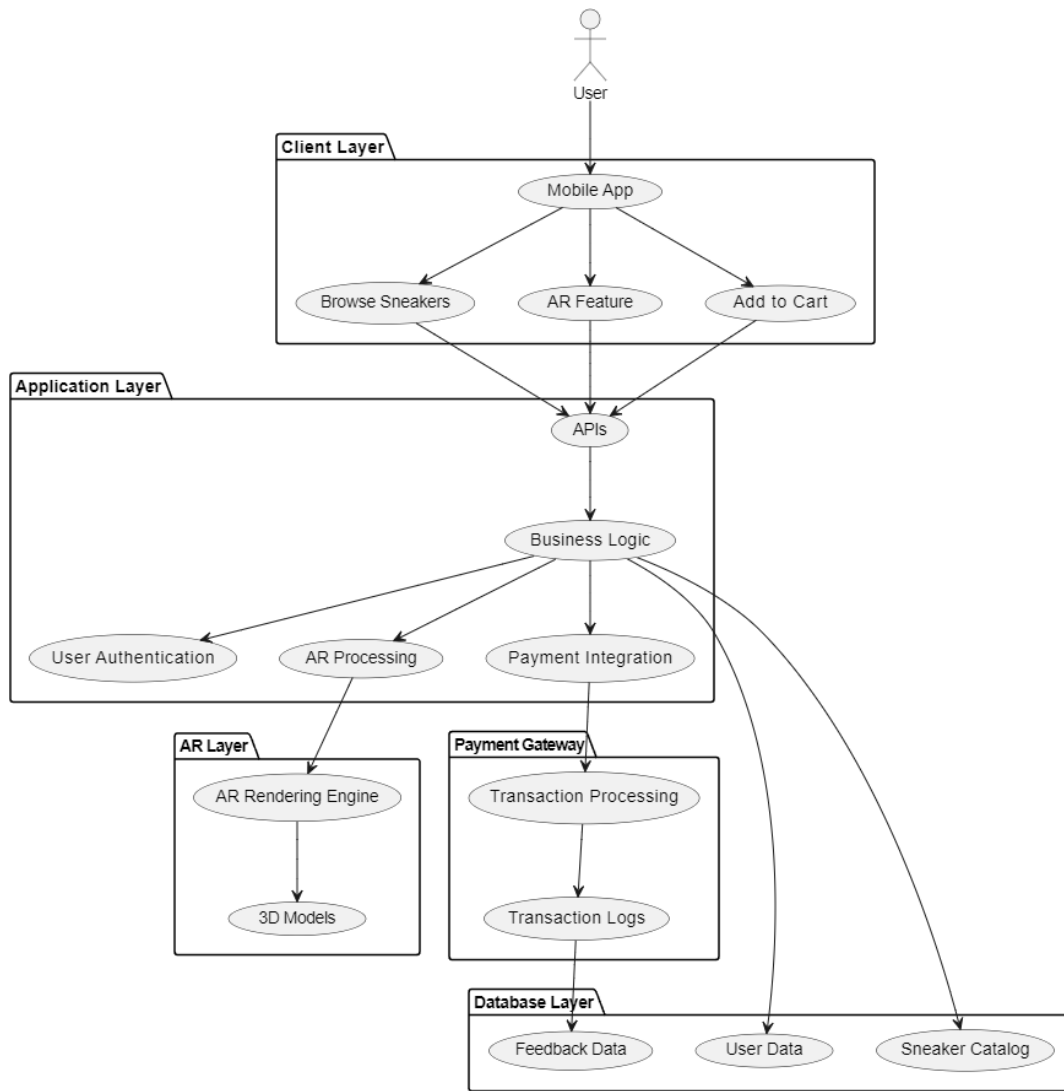 User
Client Layer
Mobile App
Browse Sneakers
AR Feature
Add to Cart
Application Layer
APIs
Business Logic
User Authentication
AR Processing
Payment Integration
AR Layer
Payment Gateway
AR Rendering Engine
Transaction Processing
3D Models
Transaction Logs
Database Layer
Feedback Data
User Data
Sneaker Catalog